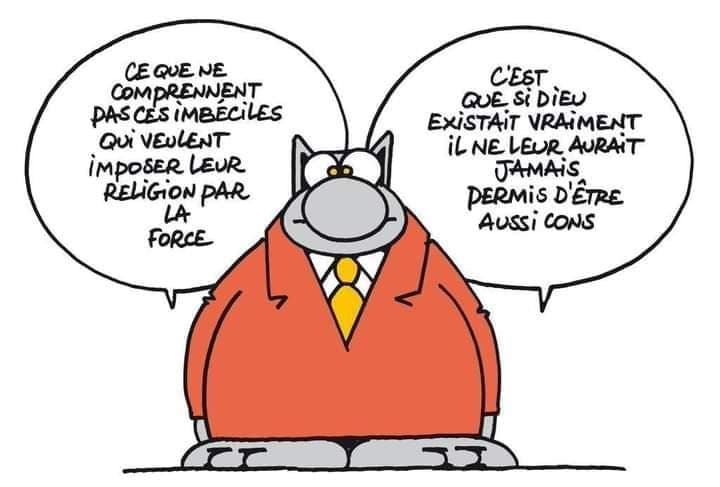 CE QUE NE
COMPRENNENT
PAS CES IMBÉCILES
QUI VEULENT
IMPOSER LEUR
RELIGION PAR
LA
FORCE
C'EST
QUE SI DIEU
EXISTAIT VRAIMENT
IL NE LEUR AURAIT
JAMAIS
PERMIS D'ÊTRE
AUSSI CONS